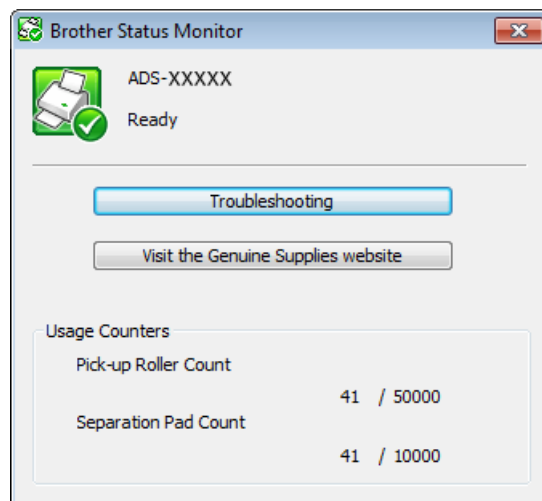 Brother Status Monitor
ADS-XXXXX
Ready
Troubleshooting
Visit the Genuine Supplies website
Usage Counters
Pick-up Roller Count
41 / 50000
Separation Pad Count
41 / 10000